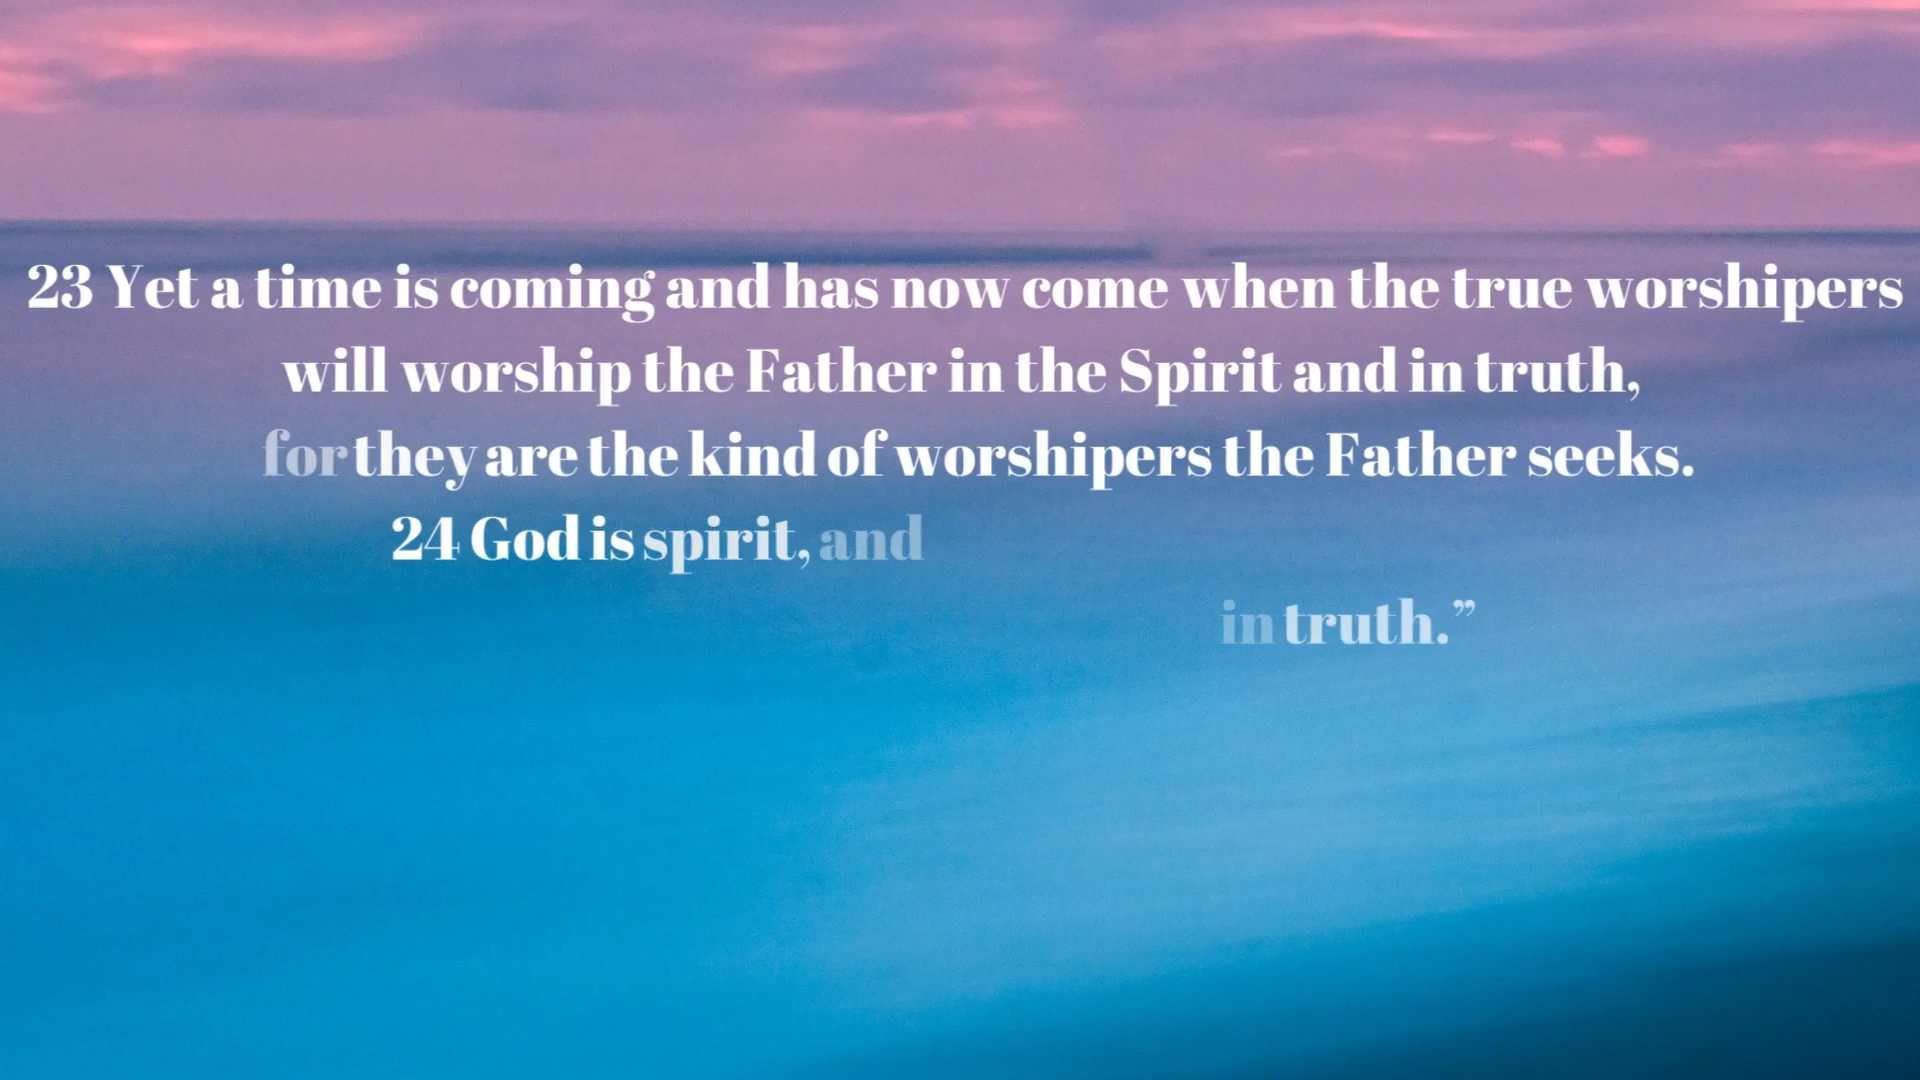 23 Yet a time is coming and has now come when the true worshipers
will worship the Father in the Spirit and in truth,
for they are the kind of worshipers the Father seeks.
24 God is spirit, and
in truth.”